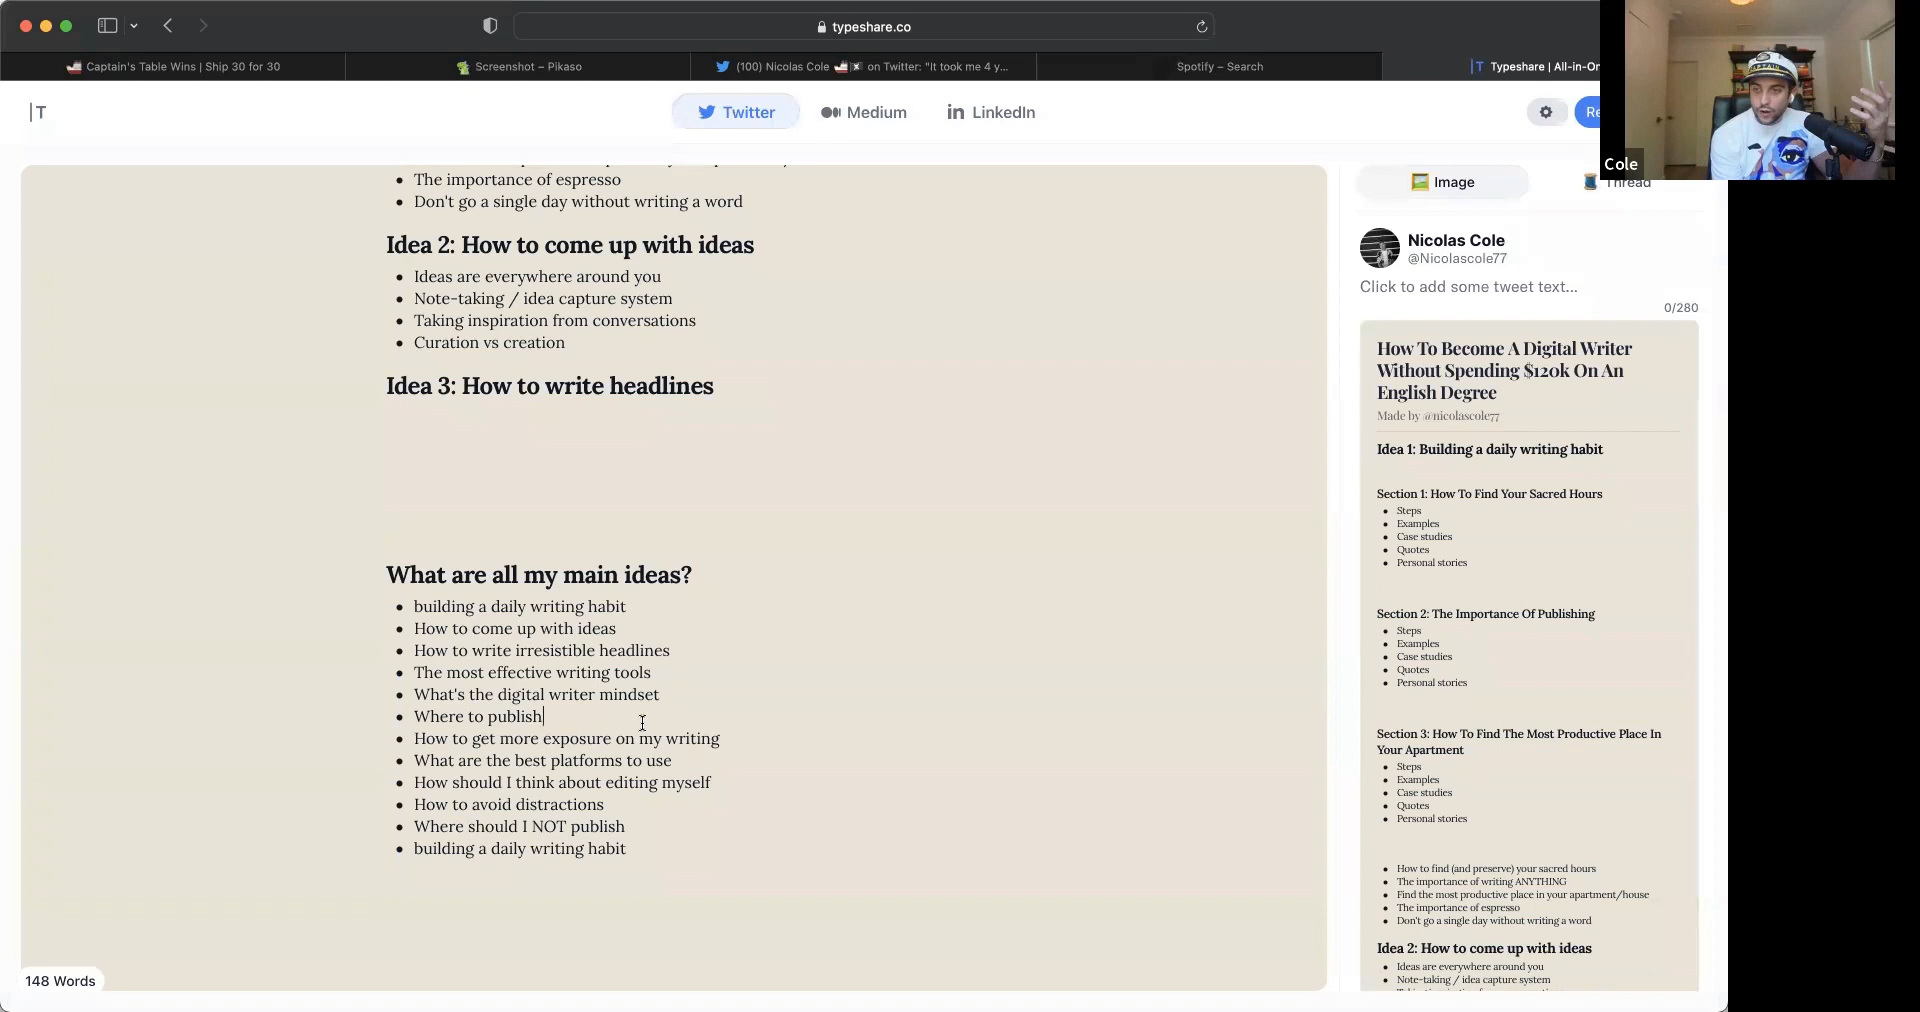 typeshare.co
Captain's Table Wins | Ship 30 for 30
Screenshot – Pikaso
(100) Nicolas Cole on Twitter: "It took me 4 y...
Spotify – Search
Typeshare | All-in-On
CAPTAIN
Cole
|T
Twitter
Medium
LinkedIn
Re
The importance of espresso
Don't go a single day without writing a word
Idea 2: How to come up with ideas
Ideas are everywhere around you
Note-taking / idea capture system
Taking inspiration from conversations
Curation vs creation
Idea 3: How to write headlines
What are all my main ideas?
building a daily writing habit
How to come up with ideas
How to write irresistible headlines
The most effective writing tools
What's the digital writer mindset
Where to publish
How to get more exposure on my writing
What are the best platforms to use
How should I think about editing myself
How to avoid distractions
Where should I NOT publish
building a daily writing habit
148 Words
Image
Thread
Nicolas Cole
@Nicolascole77
Click to add some tweet text...
0/280
How To Become A Digital Writer
Without Spending $120k On An
English Degree
Made by @nicolascole77
Idea 1: Building a daily writing habit
Section 1: How To Find Your Sacred Hours
Steps
Examples
Case studies
Quotes
Personal stories
Section 2: The Importance Of Publishing
Steps
Examples
Case studies
Quotes
Personal stories
Section 3: How To Find The Most Productive Place In
Your Apartment
Steps
Examples
Case studies
Quotes
Personal stories
How to find (and preserve) your sacred hours
The importance of writing ANYTHING
Find the most productive place in your apartment/house
The importance of espresso
Don't go a single day without writing a word
Idea 2: How to come up with ideas
Ideas are everywhere around you
Note-taking / idea capture system